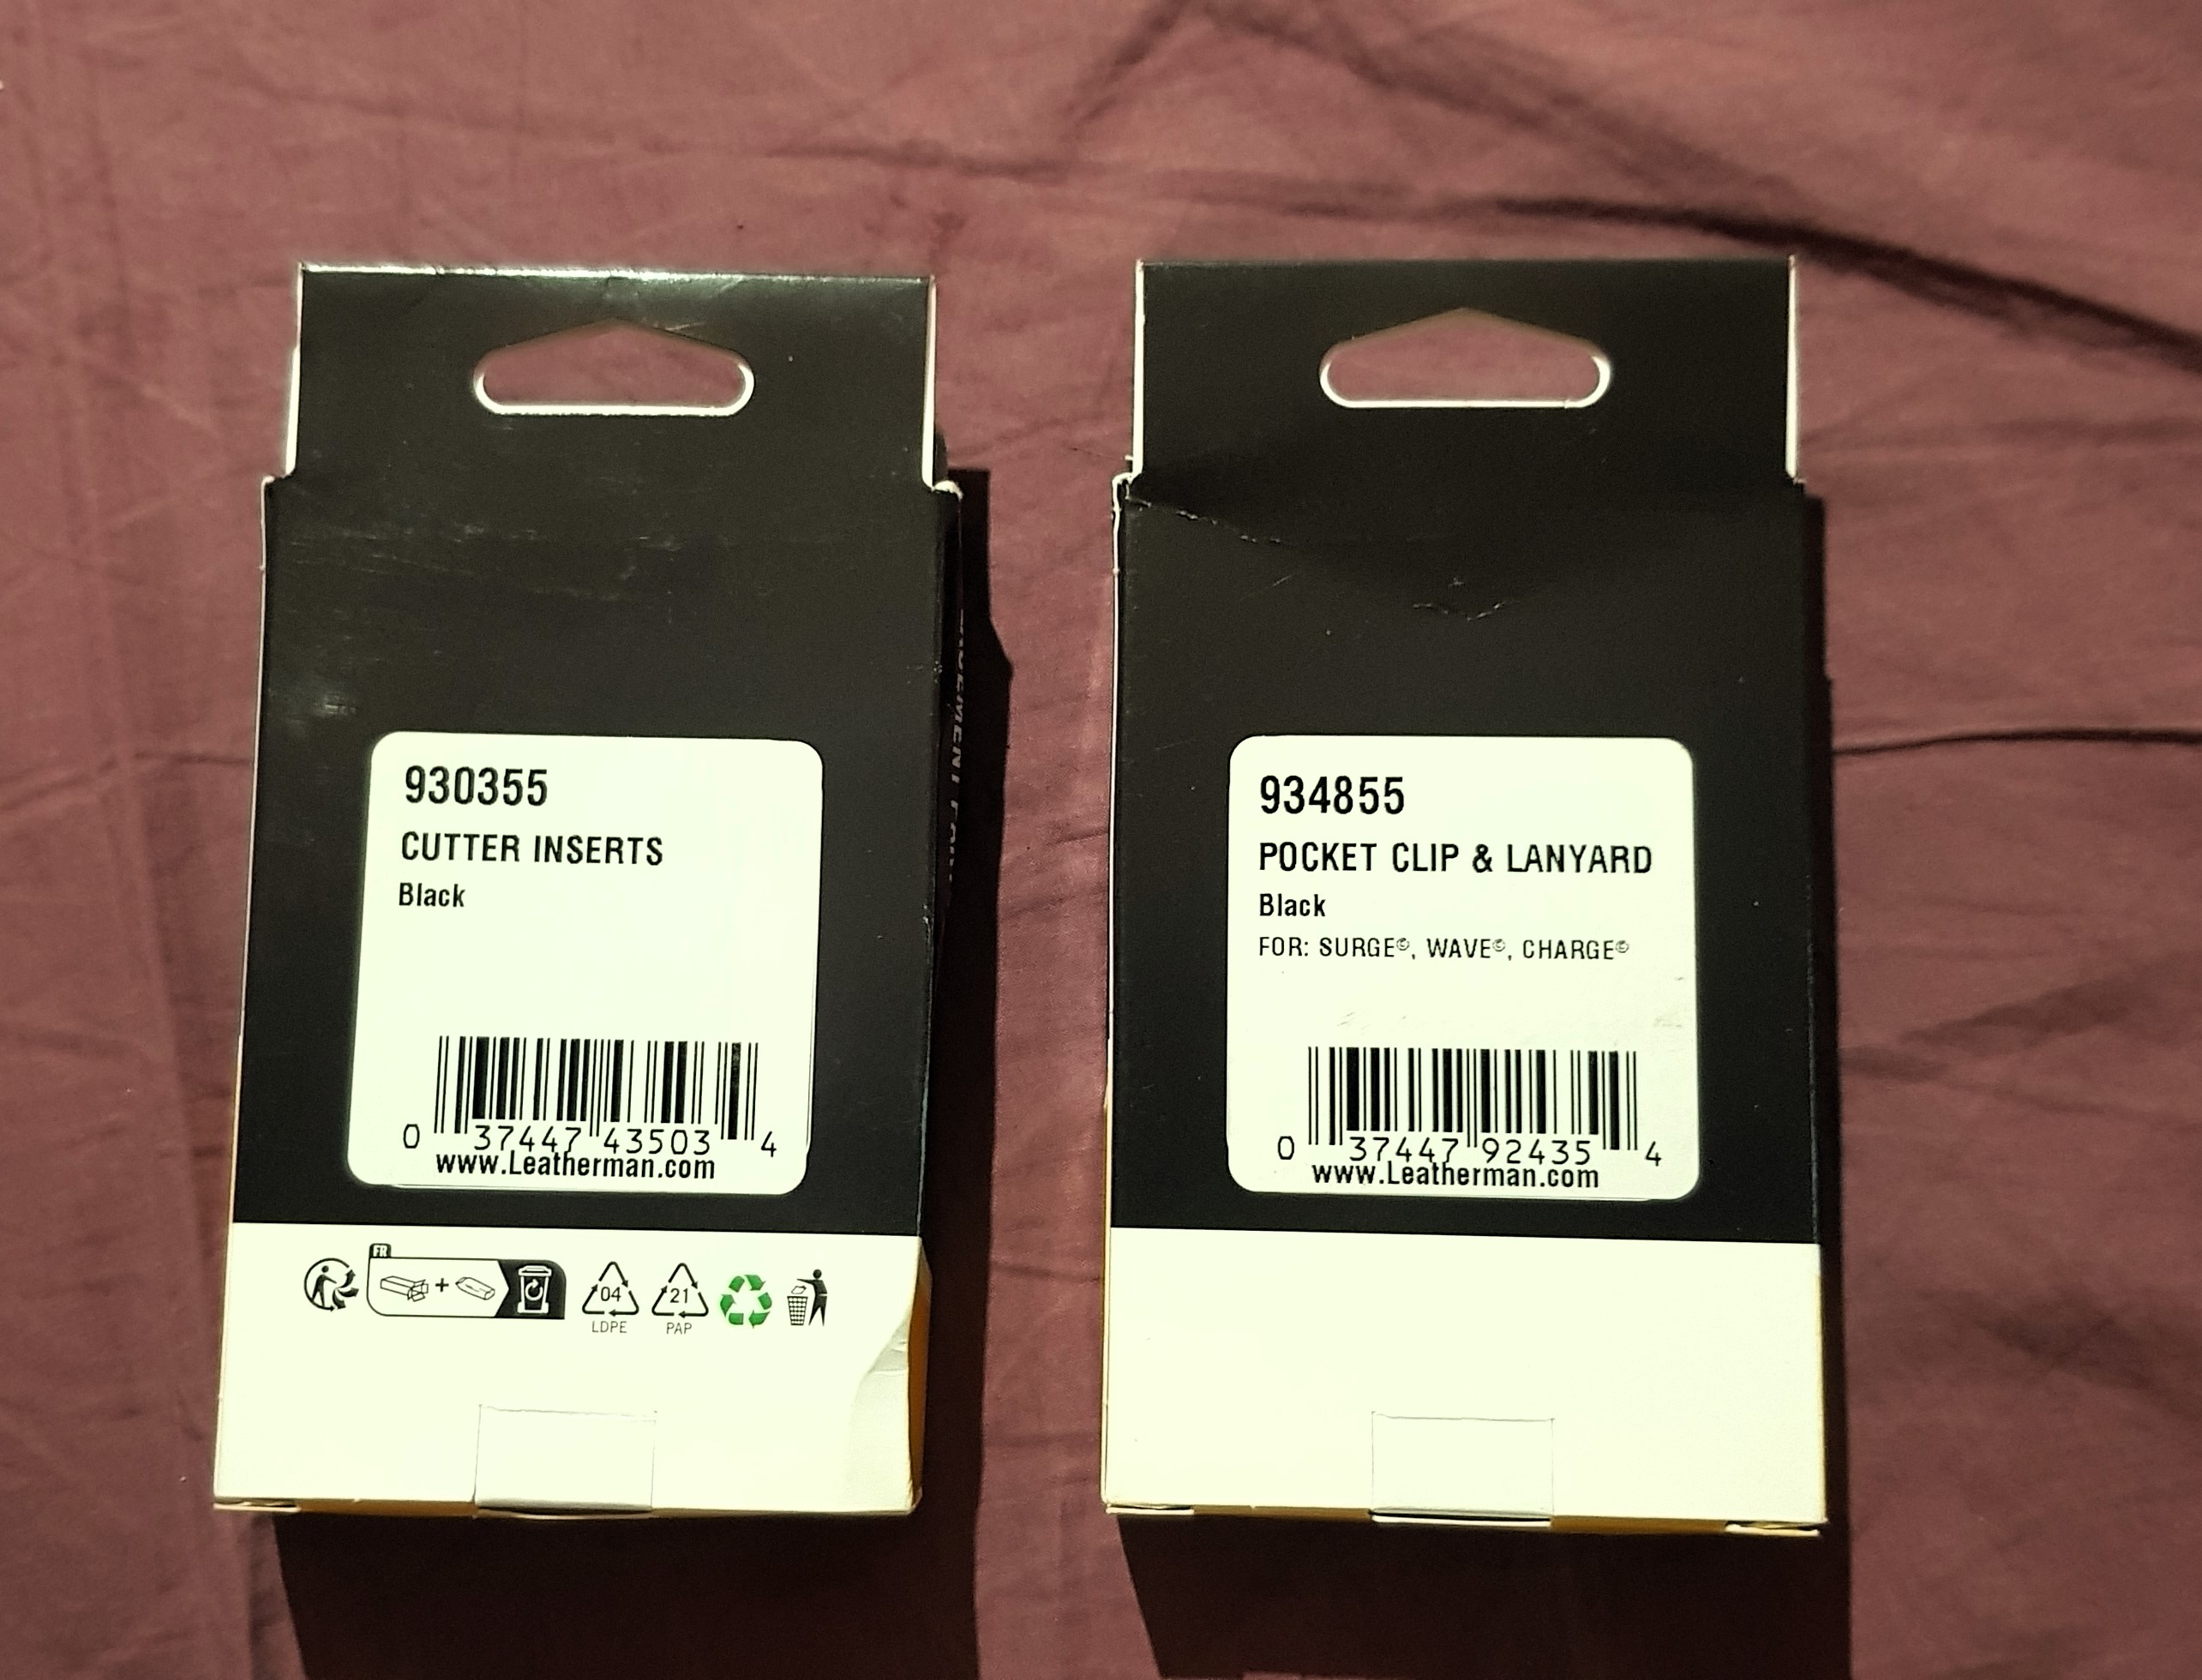 930355
CUTTER INSERTS
Black
0 37447 43503 4
www.Leatherman.com
FR
04
LDPE
21
PAP
934855
POCKET CLIP & LANYARD
Black
FOR: SURGE©, WAVE©, CHARGE©
0 37447 92435 4
www.Leatherman.com